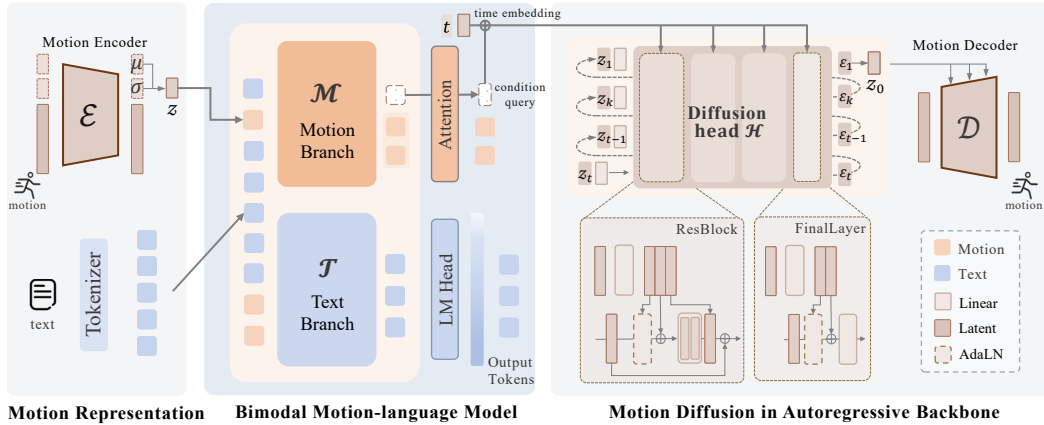 Motion Encoder
μ
σ
z
ℰ
motion
Tokenizer
text
Motion Representation
ℳ
Motion
Branch
𝒯
Text
Branch
t
time embedding
condition
query
Attention
LM Head
Output
Tokens
Bimodal Motion-language Model
z1
zk
zt−1
zt
Diffusion
head ℋ
ε1
εk
εt−1
εt
z0
Motion Decoder
𝒟
motion
ResBlock
FinalLayer
Motion
Text
Linear
Latent
AdaLN
Motion Diffusion in Autoregressive Backbone